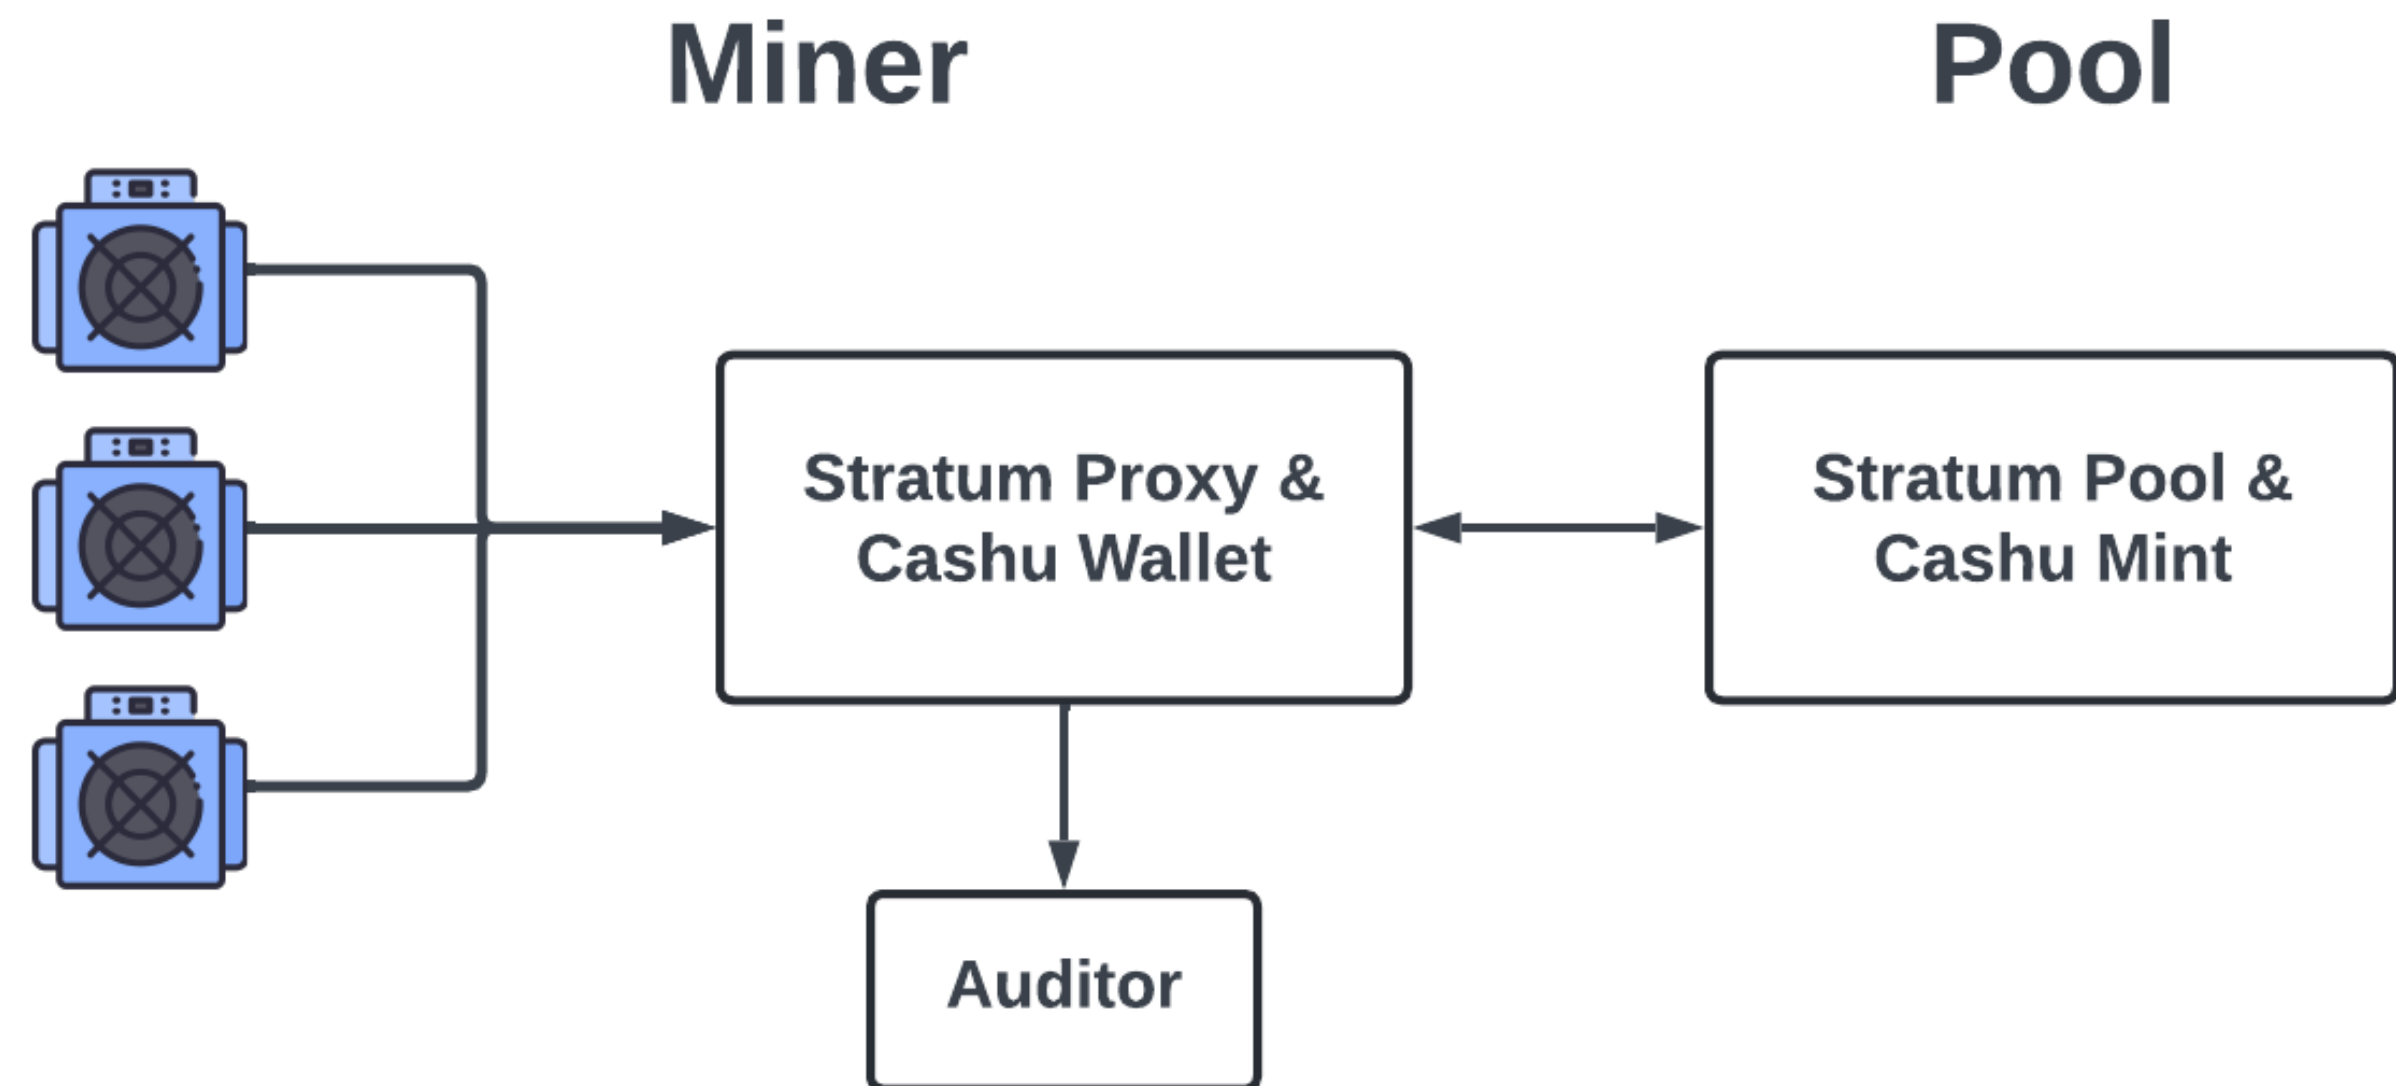 Miner
Pool
Stratum Proxy &
Cashu Wallet
Stratum Pool &
Cashu Mint
Auditor